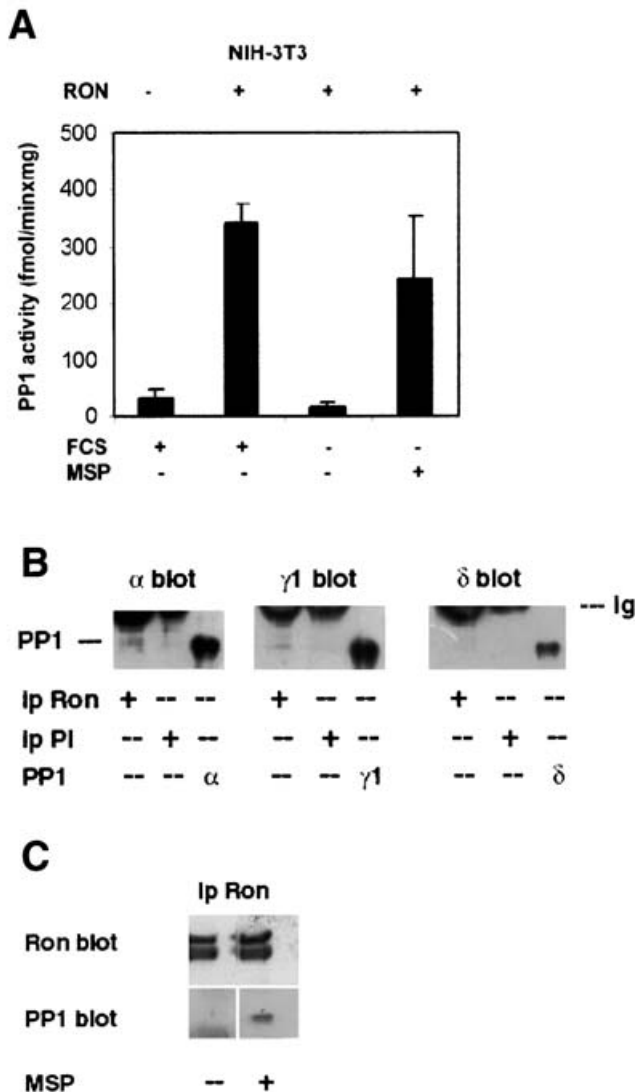 A
NIH-3T3
RON - + + +
500
400
300
200
100
0
PP1 activity (fmol/minxmg)
FCS + + - -
MSP - - - +
B
α blot γ1 blot δ blot
--- Ig
PP1 —
ip Ron + -- -- + -- -- + -- --
ip PI -- + -- -- + -- -- + --
PP1 -- -- α -- -- γ1 -- -- δ
C
Ip Ron
Ron blot
PP1 blot
MSP -- +